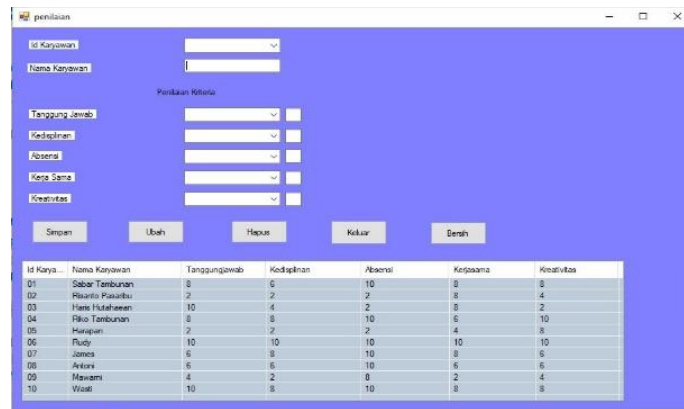 penilaian
Id Karyawan
Nama Karyawan
Penilaian Kriteria
Tanggung Jawab
Kedisplinan
Absensi
Kerja Sama
Kreativitas
Simpan Ubah Hapus Keluar Bersih
Id Karya... Nama Karyawan Tanggungjawab Kedisplinan Absensi Kerjasama Kreativitas
01 Sabar Tambunan 8 6 10 8 8
02 Risanto Pasaribu 2 2 2 8 4
03 Haris Hutahaean 10 4 2 8 6
04 Riko Tambunan 8 8 10 6 10
05 Harapan 2 2 2 4 8
06 Rudy 10 10 10 10 10
07 James 6 8 10 8 6
08 Antoni 6 6 10 6 6
09 Mawarni 4 2 8 2 4
10 Wasti 10 8 10 8 8